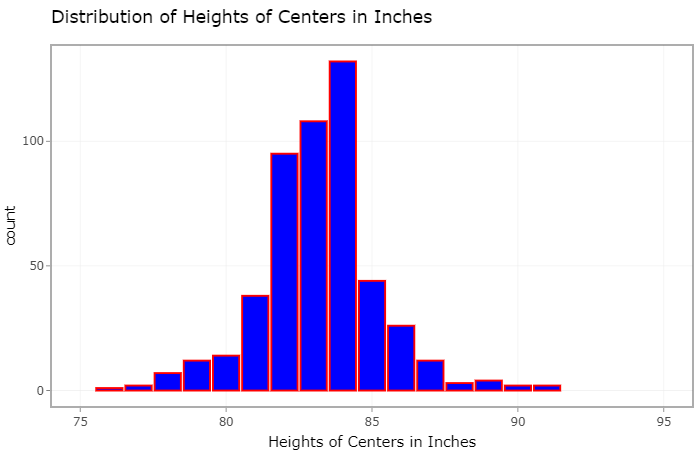 Distribution of Heights of Centers in Inches
100
50
0
count
75 80 85 90 95
Heights of Centers in Inches